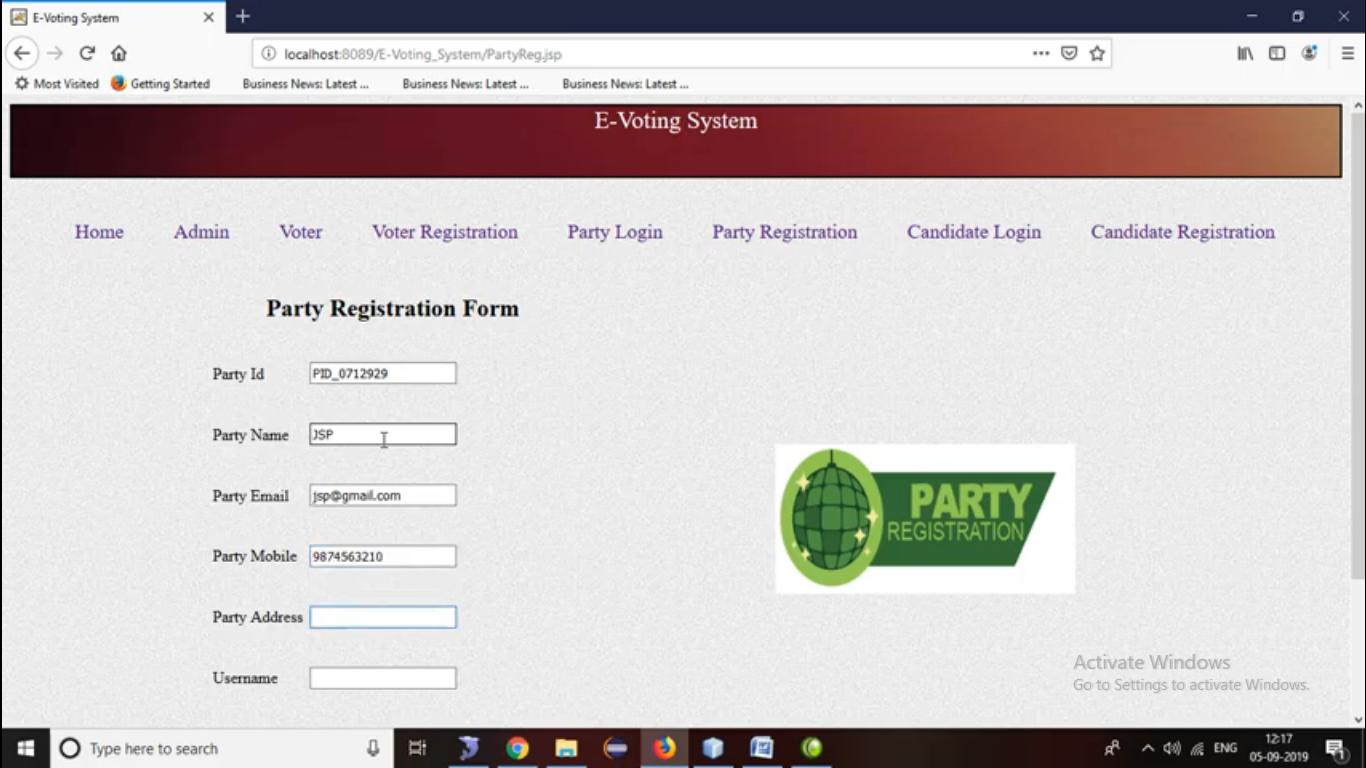 E-Voting System
localhost:8089/E-Voting_System/PartyReg.jsp
Most Visited Getting Started Business News: Latest ... Business News: Latest ... Business News: Latest ...
E-Voting System
Home Admin Voter Voter Registration Party Login Party Registration Candidate Login Candidate Registration
Party Registration Form
Party Id PID_0712929
Party Name JSP
Party Email jsp@gmail.com
Party Mobile 9874563210
Party Address
Username
PARTY
REGISTRATION
Activate Windows
Go to Settings to activate Windows.
Type here to search
ENG
12:17
05-09-2019
1